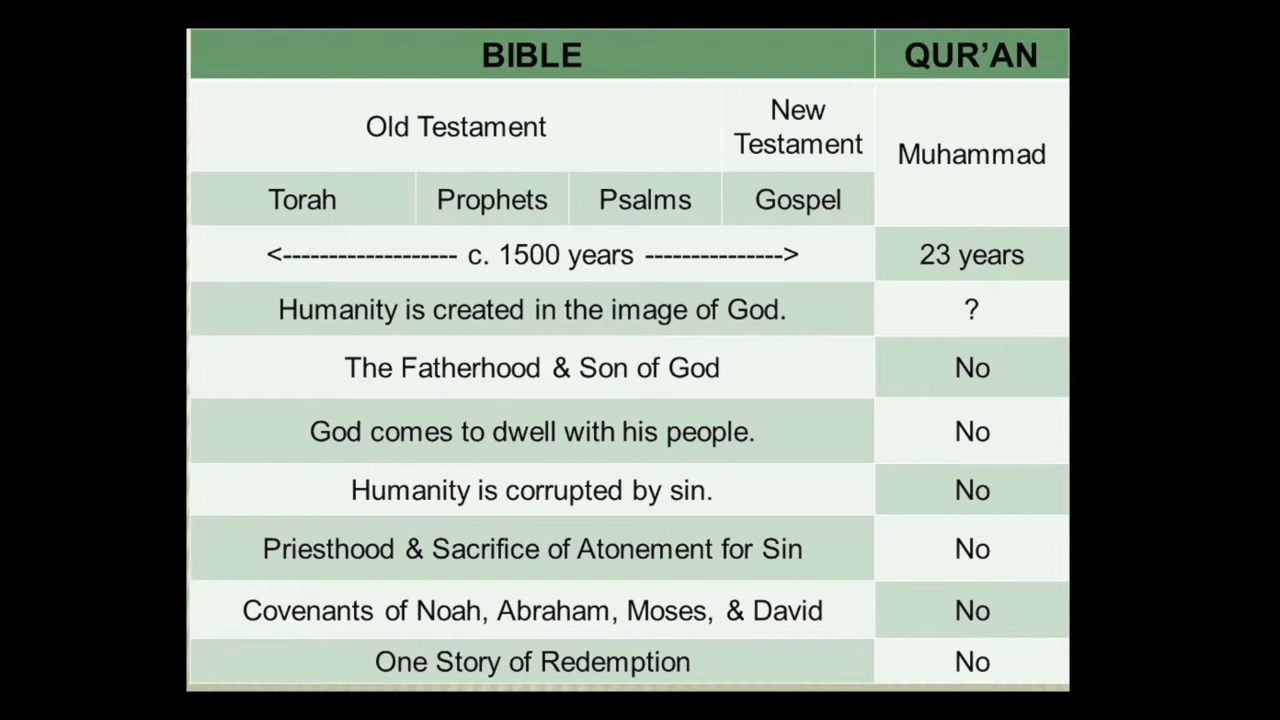 BIBLE
QUR’AN
Old Testament
New
Testament
Muhammad
Torah
Prophets
Psalms
Gospel
<------------------- c. 1500 years --------------->
23 years
Humanity is created in the image of God.
?
The Fatherhood & Son of God
No
God comes to dwell with his people.
No
Humanity is corrupted by sin.
No
Priesthood & Sacrifice of Atonement for Sin
No
Covenants of Noah, Abraham, Moses, & David
No
One Story of Redemption
No